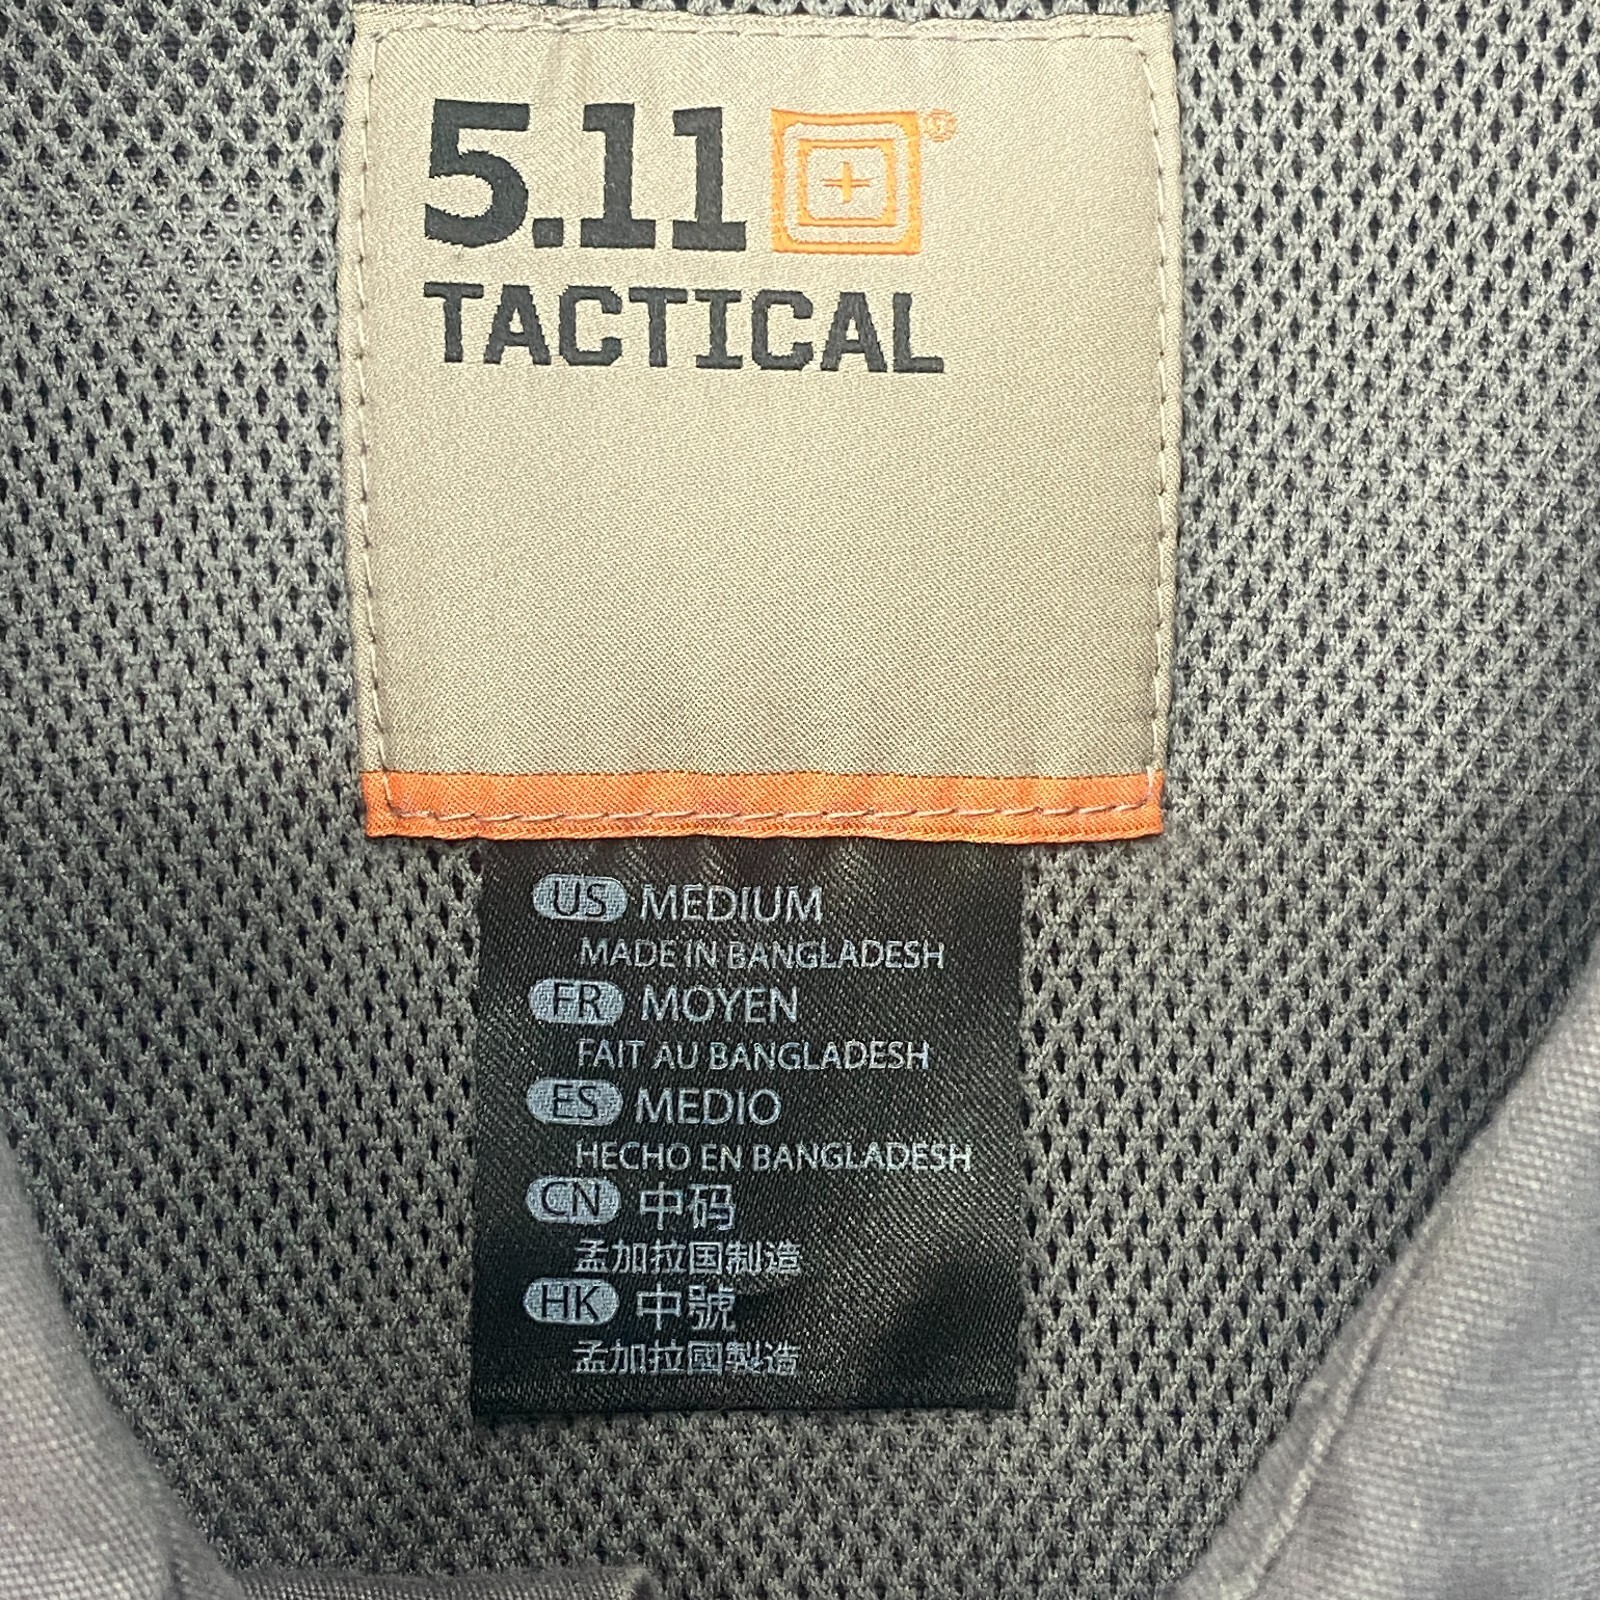 5.11 ®
TACTICAL
US MEDIUM
MADE IN BANGLADESH
FR MOYEN
FAIT AU BANGLADESH
ES MEDIO
HECHO EN BANGLADESH
CN 中码
孟加拉国制造
HK 中號
孟加拉國製造